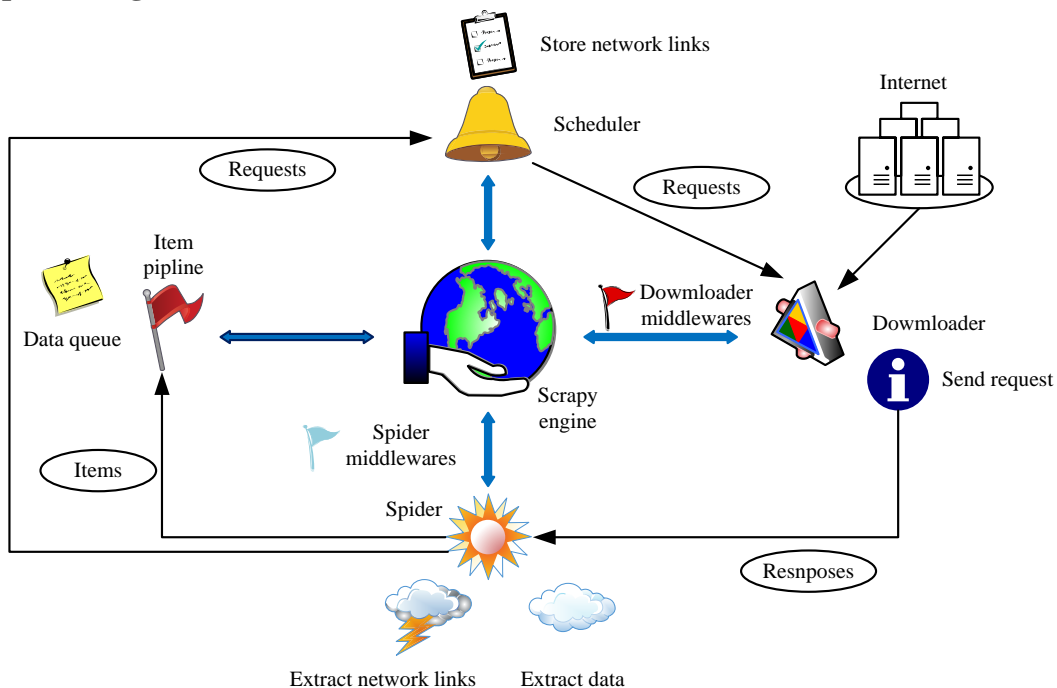 Store network links
Internet
Scheduler
Requests
Requests
Item
pipline
Data queue
Dowmloader
middlewares
Dowmloader
Send request
Scrapy
engine
Spider
middlewares
Items
Spider
Resnposes
Extract network links
Extract data